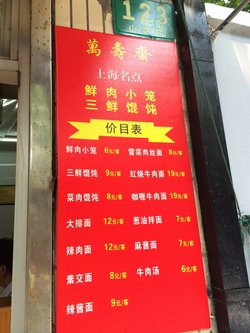 123
萬壽齋
上海名点
鲜肉小笼
三鲜馄饨
价目表
鲜肉小笼 6元/客 雪菜肉丝面 8元/客
三鲜馄饨 9元/客 红烧牛肉面 19元/客
菜肉馄饨 8元/客 咖喱牛肉面 19元/客
大排面 12元/客 葱油拌面 7元/客
辣肉面 12元/客 麻酱面 7元/客
素交面 8元/客 牛肉汤 6元/客
辣酱面 9元/客